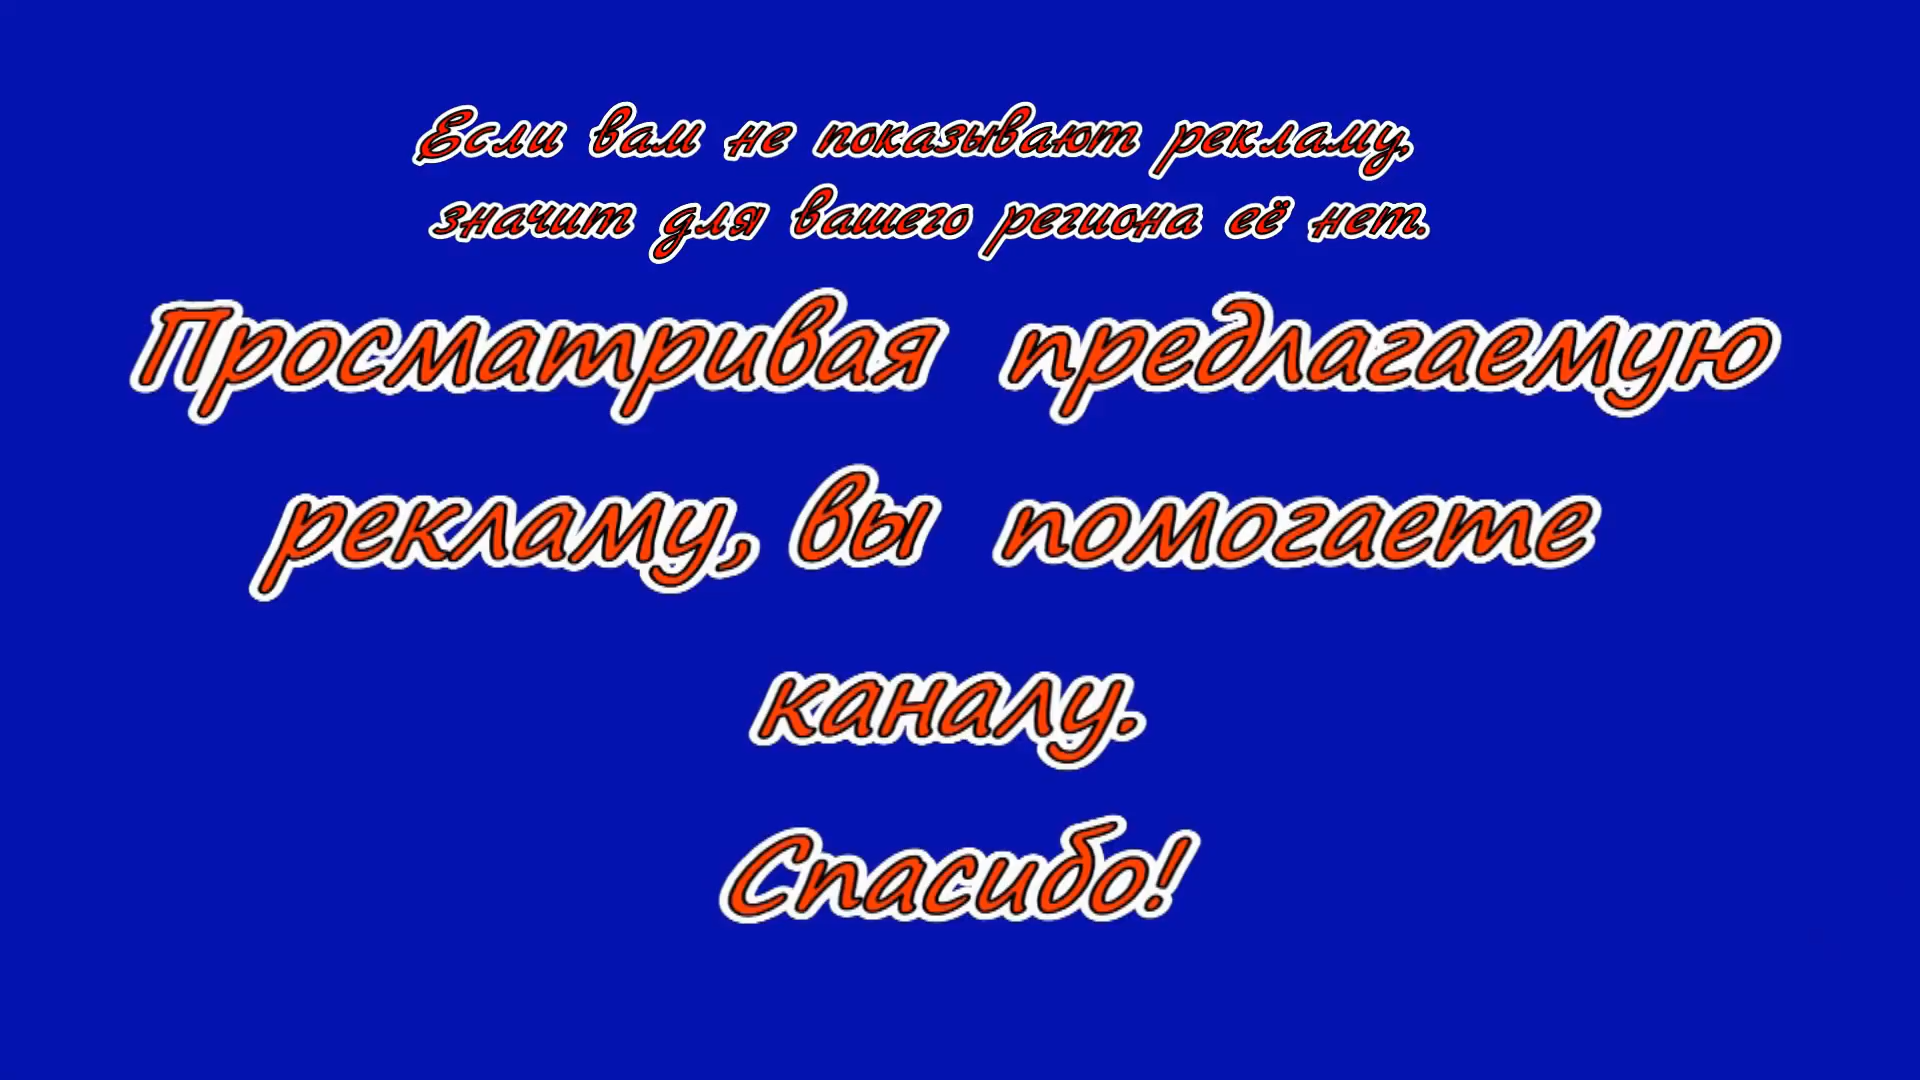 Если вам не показывают рекламу,
значит для вашего региона её нет.
Просматривая предлагаемую
рекламу, вы помогаете
каналу.
Спасибо!